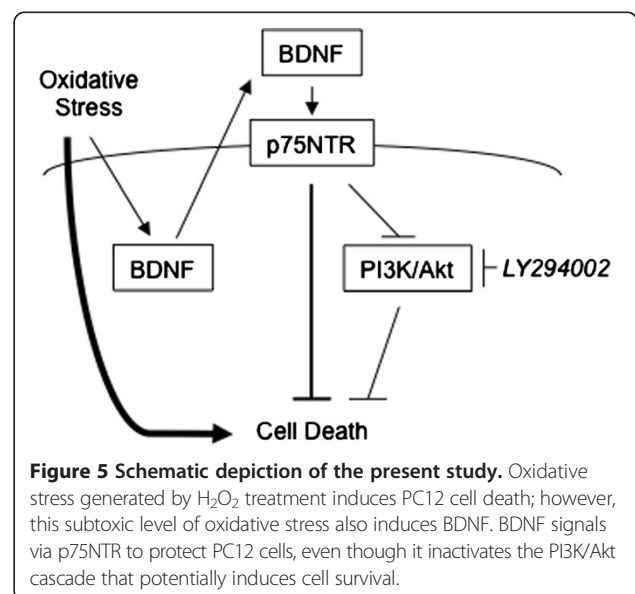 BDNF
Oxidative
Stress
p75NTR
BDNF
PI3K/Akt
LY294002
Cell Death
Figure 5 Schematic depiction of the present study. Oxidative
stress generated by H₂O₂ treatment induces PC12 cell death; however,
this subtoxic level of oxidative stress also induces BDNF. BDNF signals
via p75NTR to protect PC12 cells, even though it inactivates the PI3K/Akt
cascade that potentially induces cell survival.